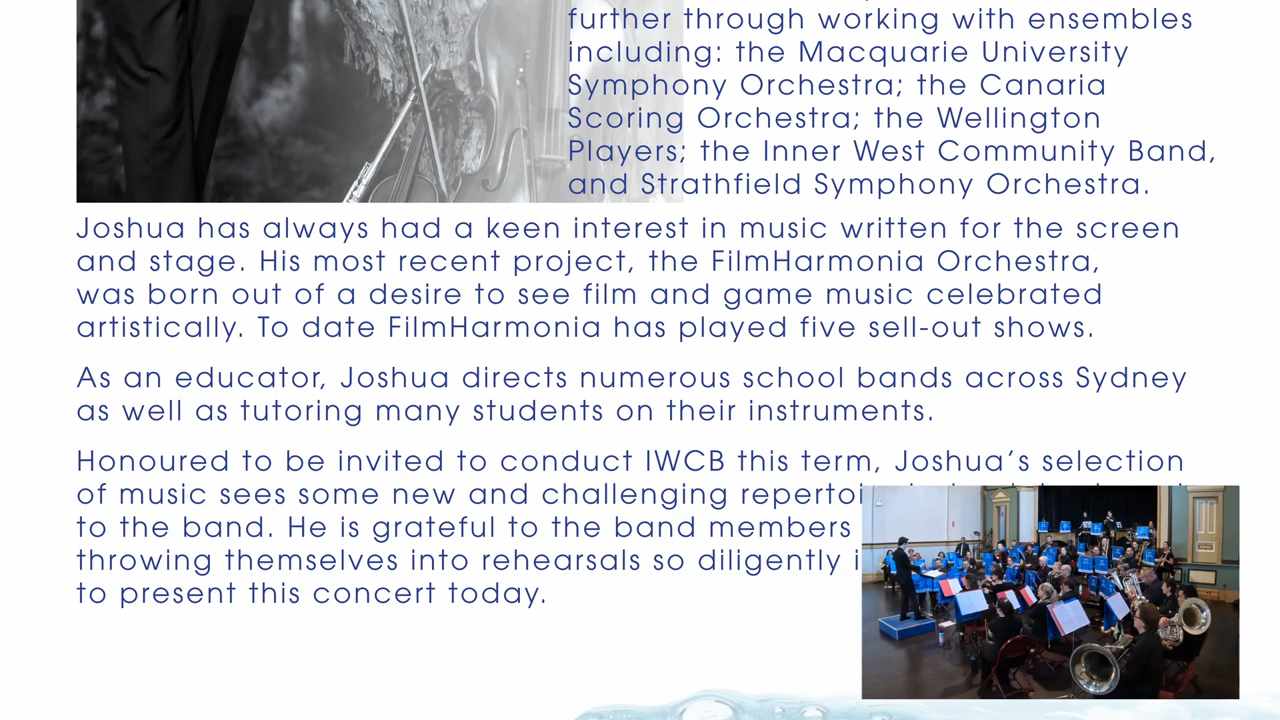 further through working with ensembles
including: the Macquarie University
Symphony Orchestra; the Canaria
Scoring Orchestra; the Wellington
Players; the Inner West Community Band,
and Strathfield Symphony Orchestra.
Joshua has always had a keen interest in music written for the screen
and stage. His most recent project, the FilmHarmonia Orchestra,
was born out of a desire to see film and game music celebrated
artistically. To date FilmHarmonia has played five sell-out shows.
As an educator, Joshua directs numerous school bands across Sydney
as well as tutoring many students on their instruments.
Honoured to be invited to conduct IWCB this term, Joshua’s selection
of music sees some new and challenging
to the band. He is grateful to the band members
throwing themselves into rehearsals so diligently
to present this concert today.